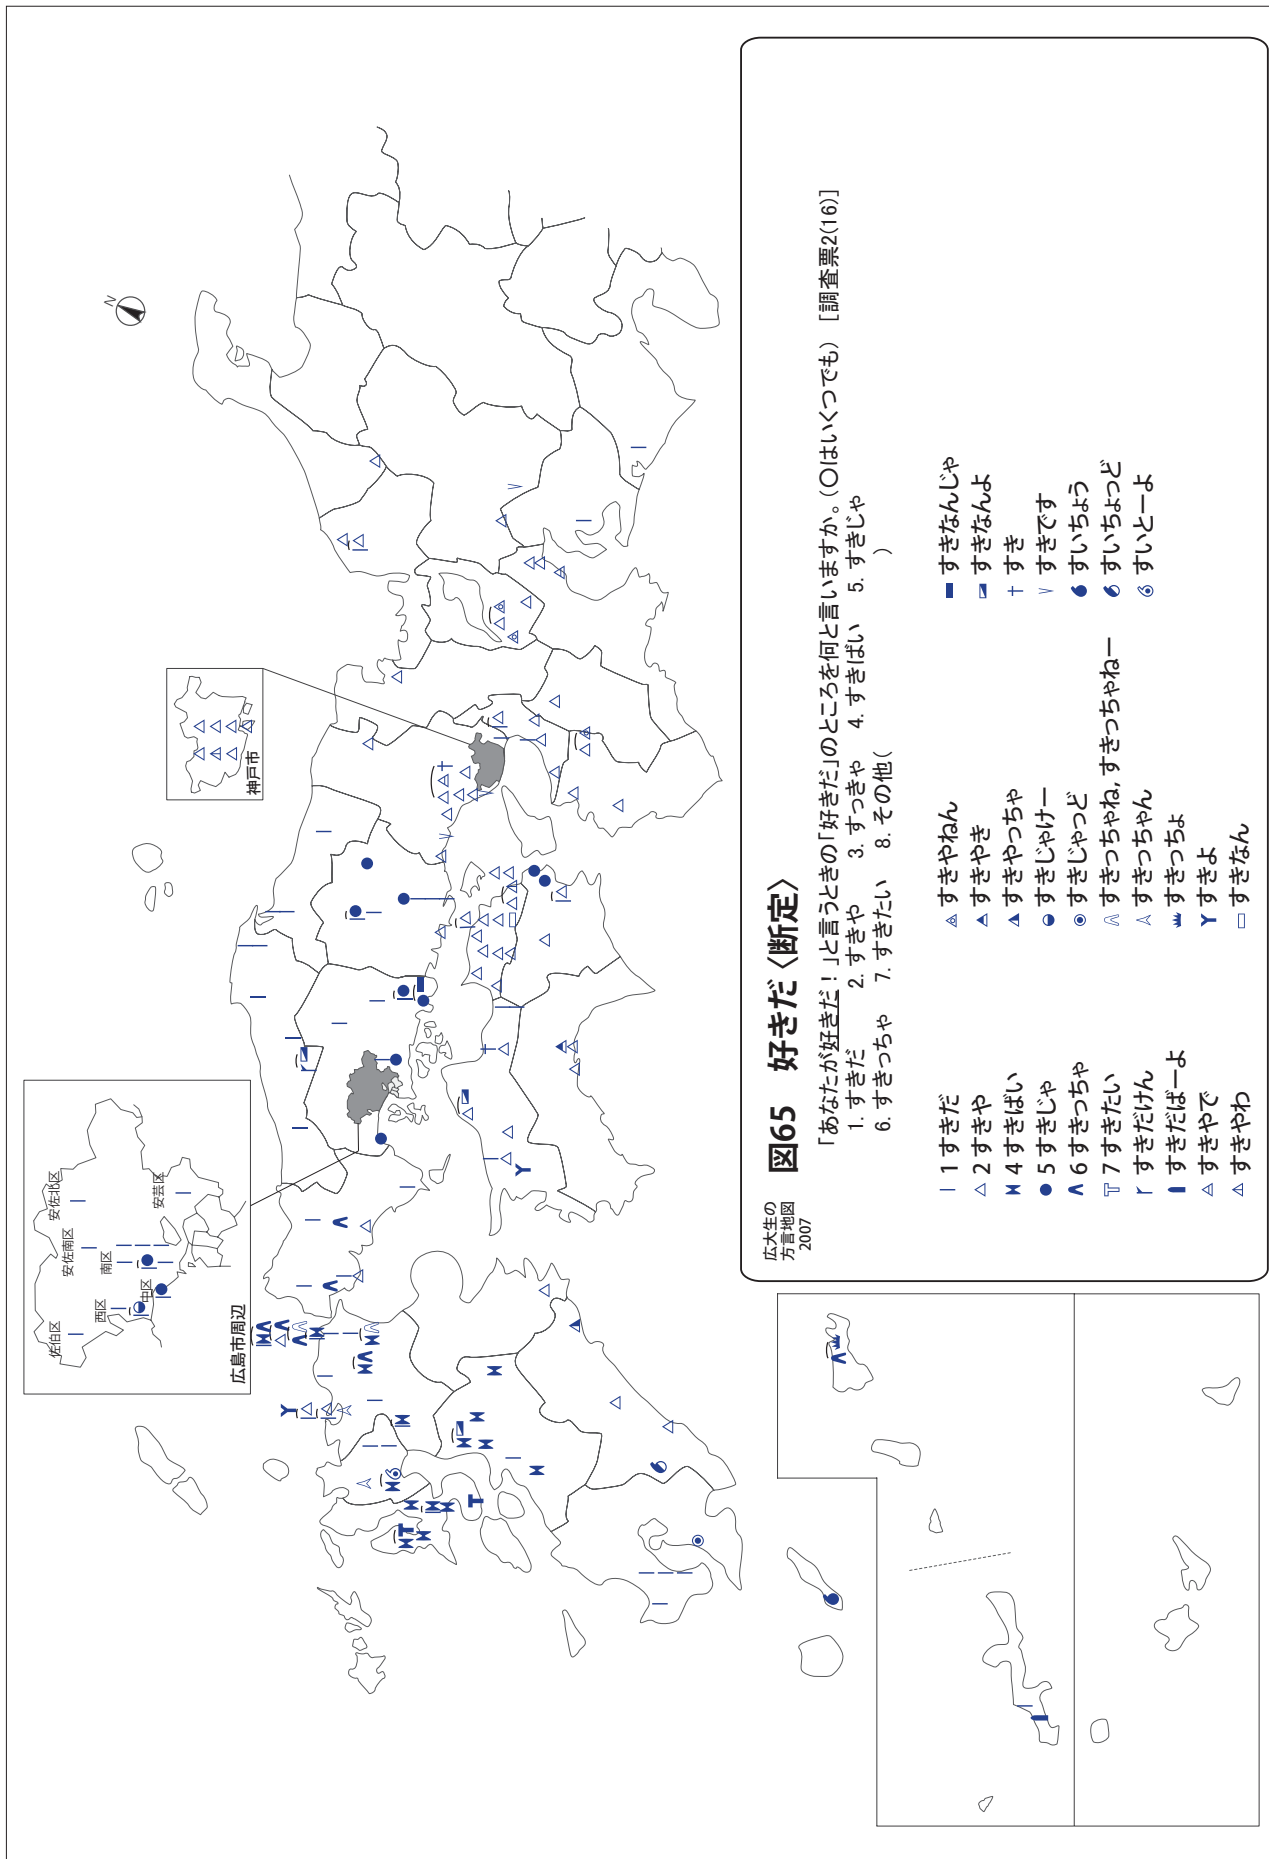 広大生の
方言地図
2007
図65 好きだ〈断定〉
「あなたが好きだ！」と言うときの「好きだ」のところを何と言いますか。(〇はいくつでも) [調査票2(16)]
1. すきだ 2. すきや 3. すっきゃ 4. すきばい 5. すきじゃ
6. すきっちゃ 7. すきたい 8. その他( )
1 すきだ
2 すきや
4 すきばい
5 すきじゃ
6 すきっちゃ
7 すきたい
すきだけん
すきだばーよ
すきやで
すきやわ
すきやねん
すきやき
すきやっちゃ
すきじゃけー
すきじゃっど
すきっちゃね, すきっちゃねー
すきっちゃん
すきっちょ
すきよ
すきなん
すきなんじゃ
すきなんよ
すき
すきです
すいちょう
すいちょっど
すいとーよ
広島市周辺
佐伯区
西区
中区
南区
安佐南区
安佐北区
安芸区
神戸市
N